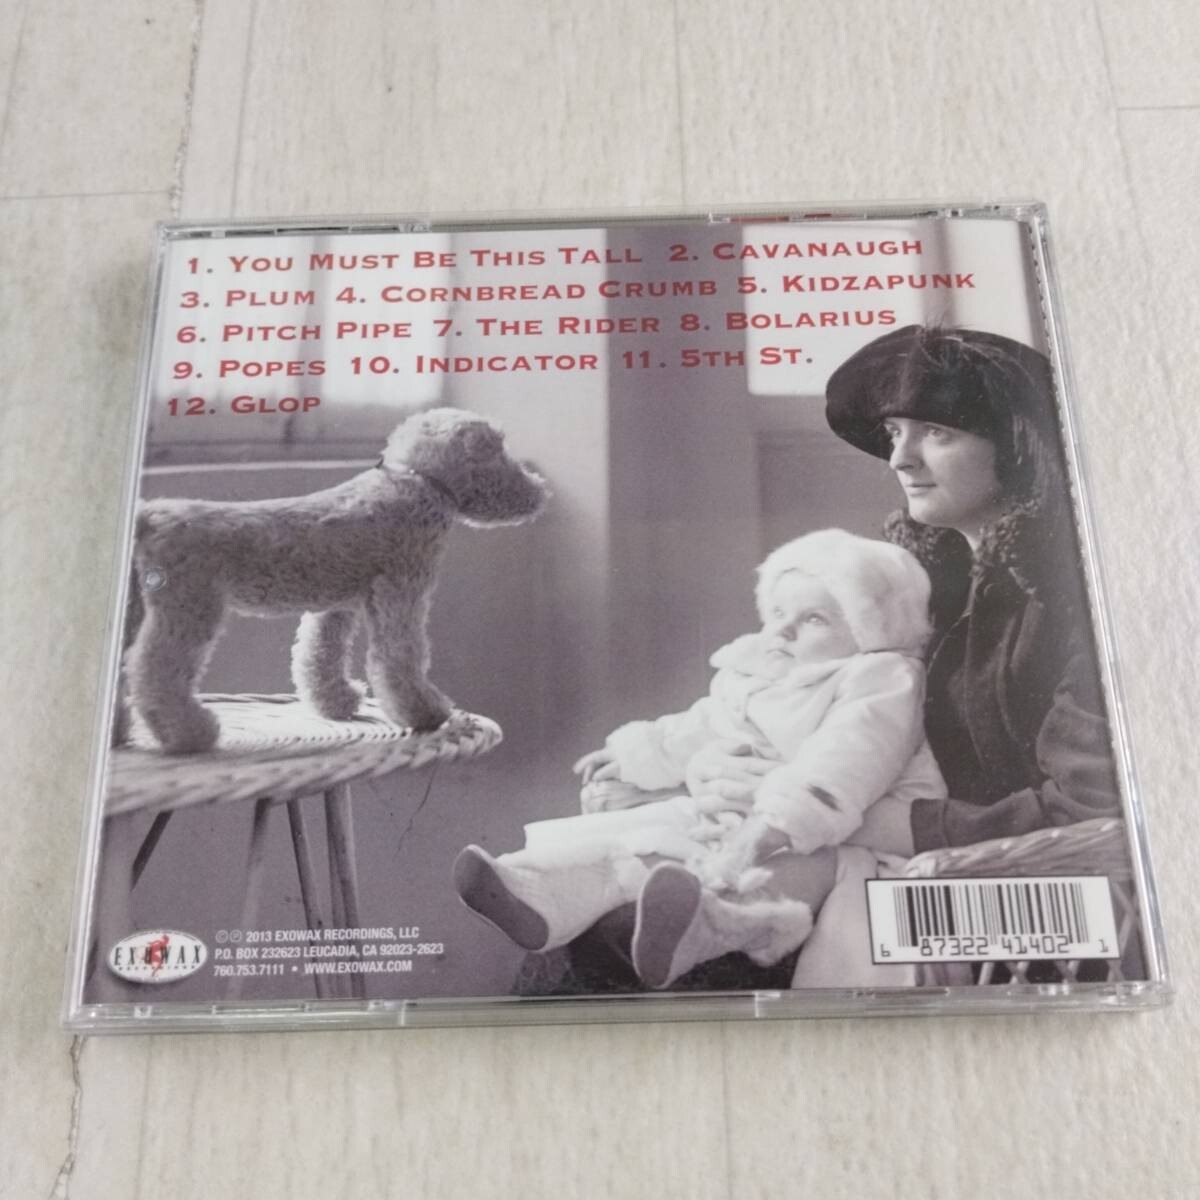 1. YOU MUST BE THIS TALL 2. CAVANAUGH
3. PLUM 4. CORNBREAD CRUMB 5. KIDZAPUNK
6. PITCH PIPE 7. THE RIDER 8. BOLARIUS
9. POPES 10. INDICATOR 11. 5TH ST.
12. GLOP
EXOWAX
RECORDINGS
©℗ 2013 EXOWAX RECORDINGS, LLC
P.O. BOX 232623 LEUCADIA, CA 92023-2623
760.753.7111 • WWW.EXOWAX.COM
6 87322 41402 1